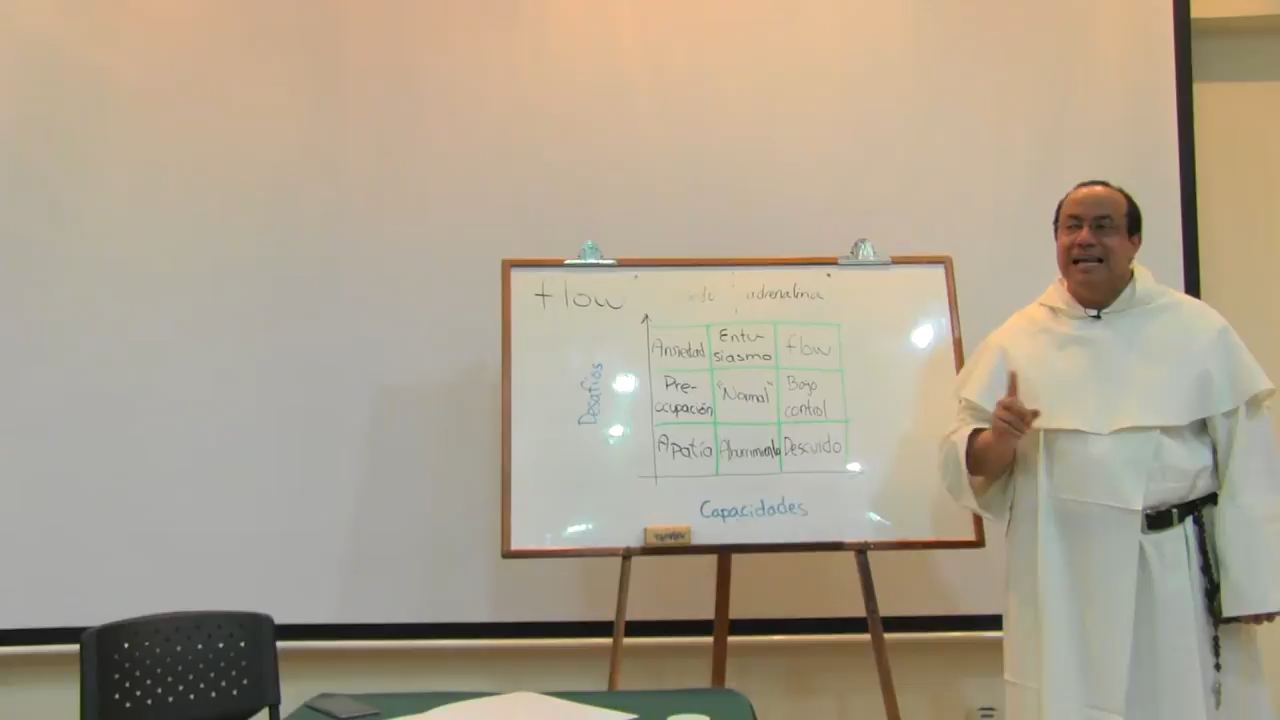 flow
adrenalina
Ansiedad
Entu-
siasmo
flow
Desafíos
Pre-
ocupación
"Normal"
Bajo
control
Apatía
Aburrimiento
Descuido
Capacidades